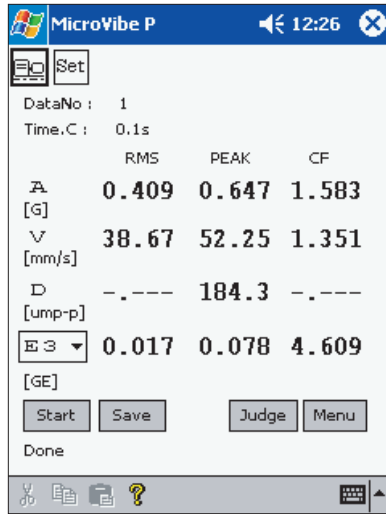 MicroVibe P 12:26
Set
DataNo : 1
Time.C : 0.1s
RMS PEAK CF
A 0.409 0.647 1.583
[G]
V 38.67 52.25 1.351
[mm/s]
D -.--- 184.3 -.---
[ump-p]
E3 0.017 0.078 4.609
[GE]
Start Save Judge Menu
Done